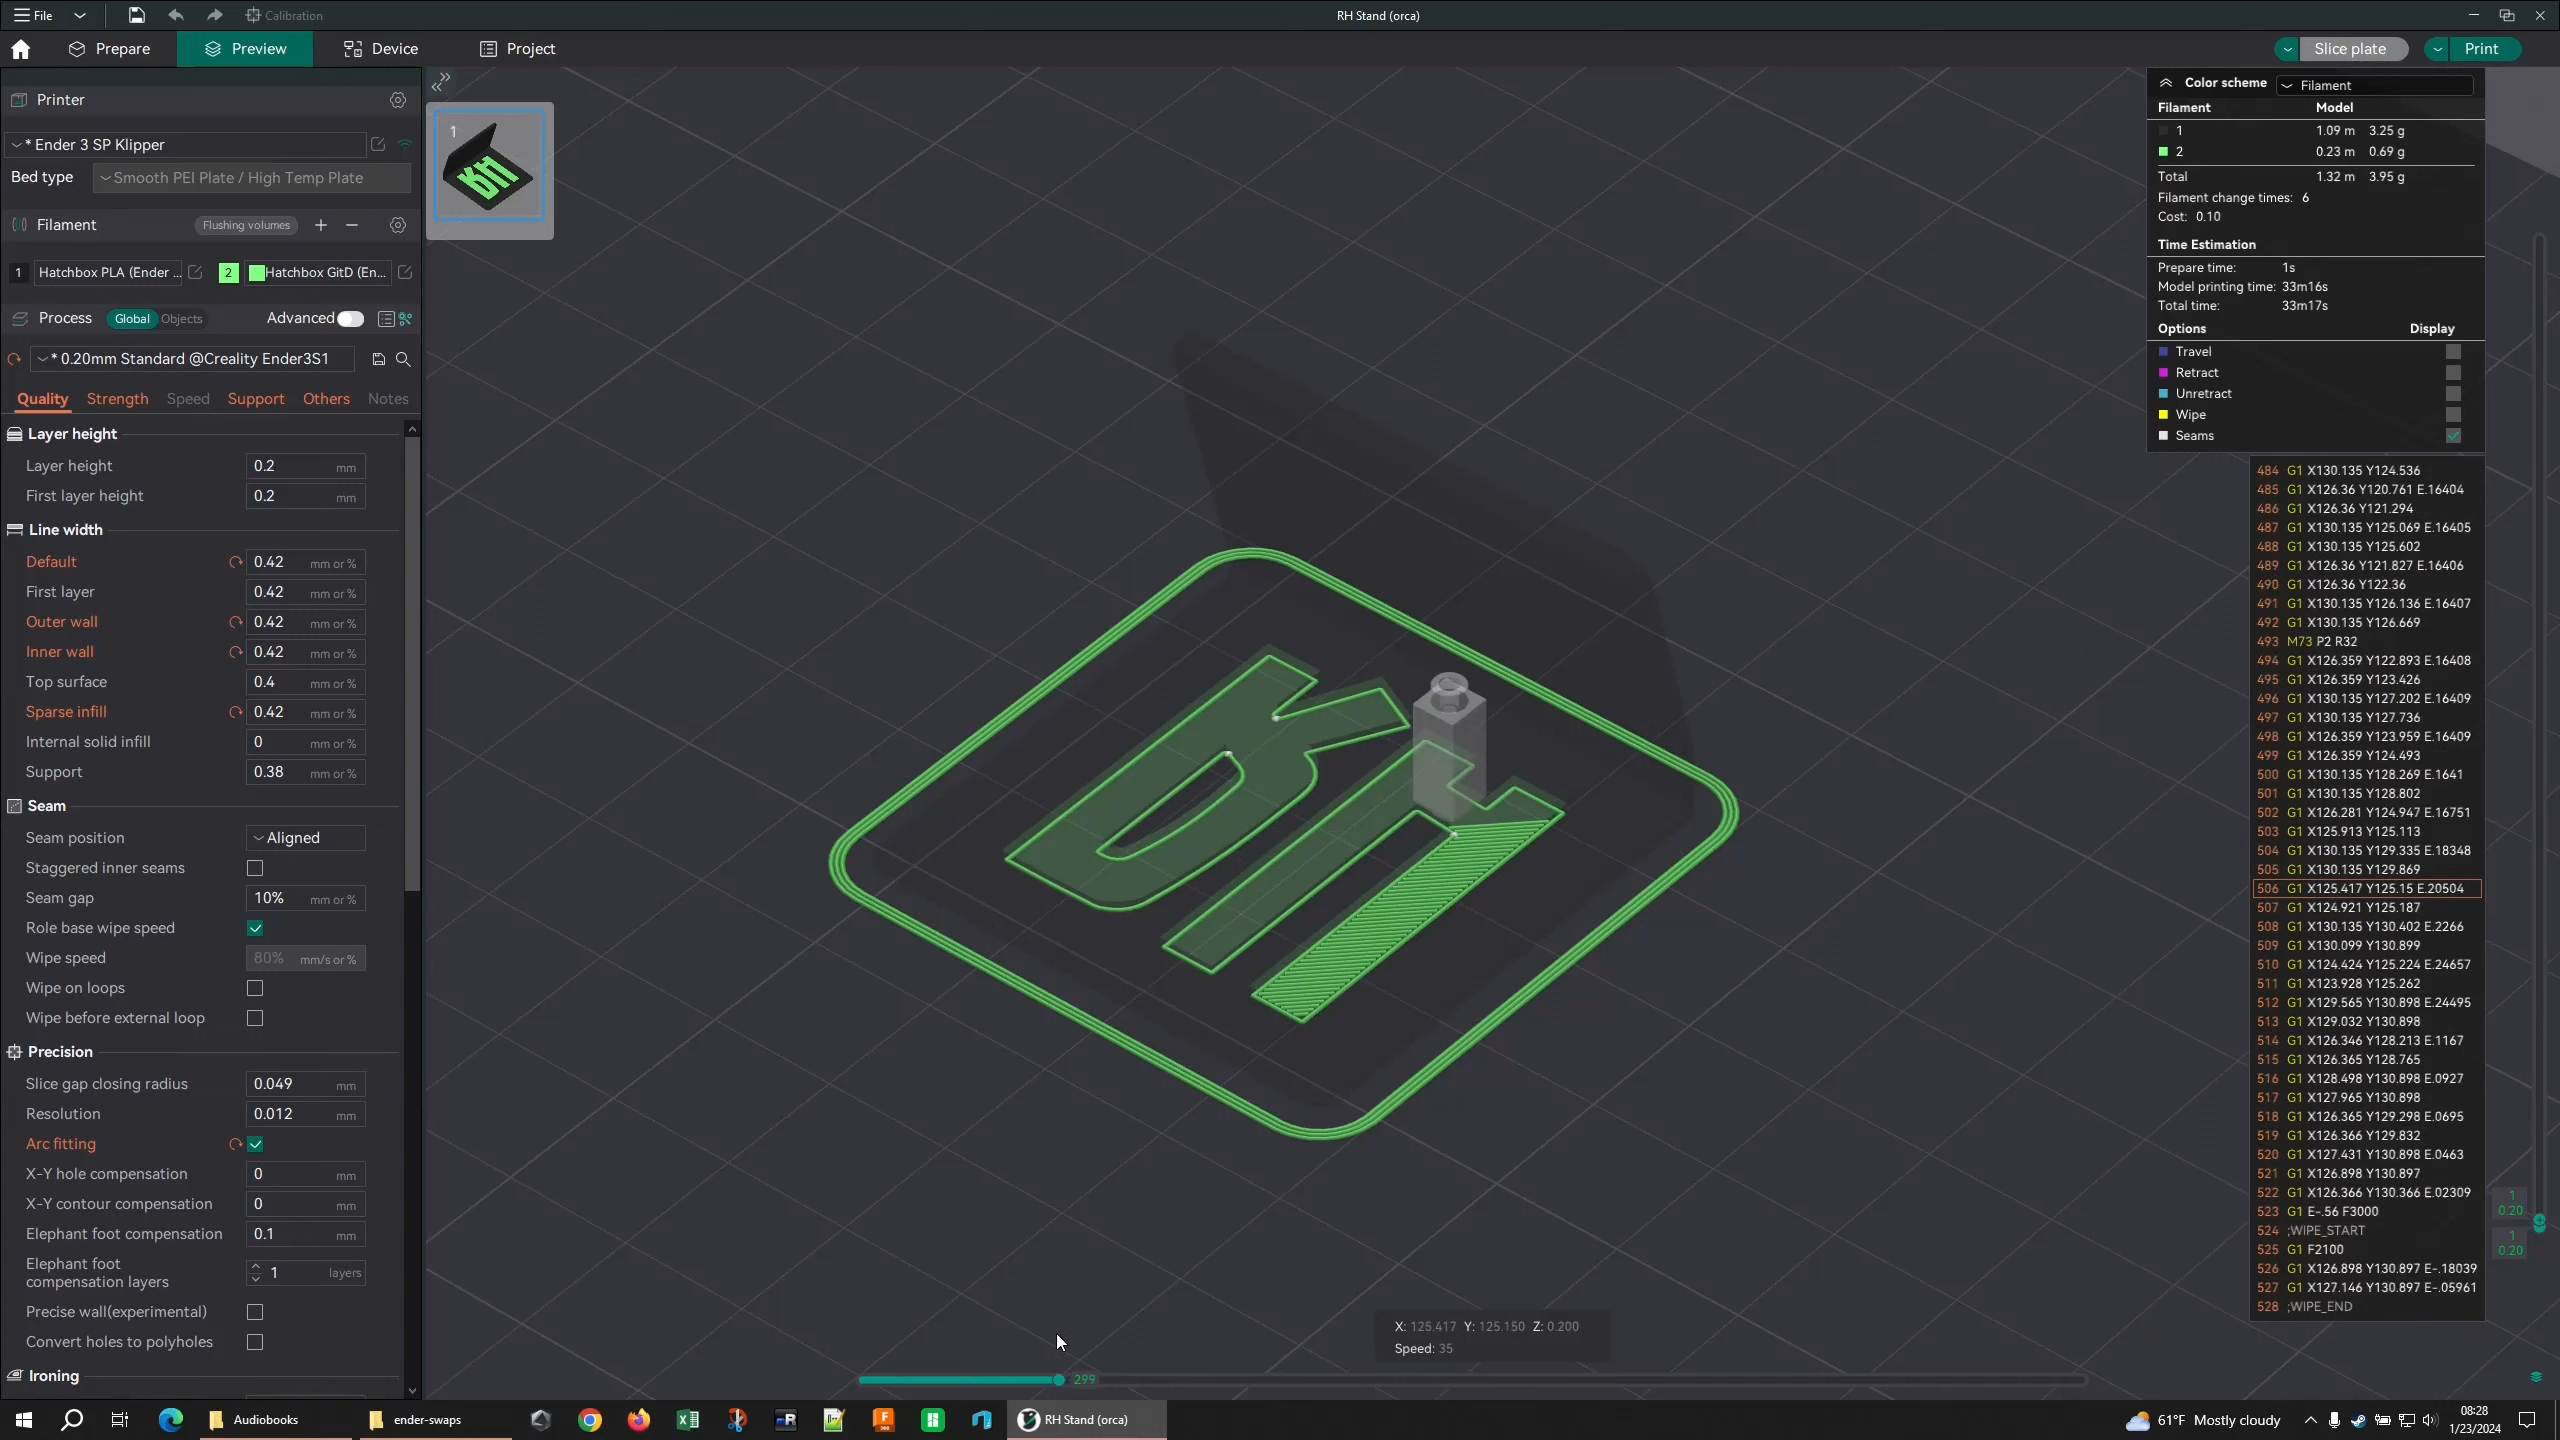 File
Calibration
RH Stand (orca)
Prepare
Preview
Device
Project
Slice plate
Print
Printer
* Ender 3 SP Klipper
Bed type
Smooth PEI Plate / High Temp Plate
Filament
Flushing volumes
1
Hatchbox PLA (Ender ...
2
Hatchbox GitD (En...
Process
Global
Objects
Advanced
* 0.20mm Standard @Creality Ender3S1
Quality
Strength
Speed
Support
Others
Notes
Layer height
Layer height 0.2 mm
First layer height 0.2 mm
Line width
Default 0.42 mm or %
First layer 0.42 mm or %
Outer wall 0.42 mm or %
Inner wall 0.42 mm or %
Top surface 0.4 mm or %
Sparse infill 0.42 mm or %
Internal solid infill 0 mm or %
Support 0.38 mm or %
Seam
Seam position Aligned
Staggered inner seams
Seam gap 10% mm or %
Role base wipe speed
Wipe speed 80% mm/s or %
Wipe on loops
Wipe before external loop
Precision
Slice gap closing radius 0.049 mm
Resolution 0.012 mm
Arc fitting
X-Y hole compensation 0 mm
X-Y contour compensation 0 mm
Elephant foot compensation 0.1 mm
Elephant foot
compensation layers 1 layers
Precise wall(experimental)
Convert holes to polyholes
Ironing
1
RH
Color scheme
Filament
Filament Model
1 1.09 m 3.25 g
2 0.23 m 0.69 g
Total 1.32 m 3.95 g
Filament change times: 6
Cost: 0.10
Time Estimation
Prepare time: 1s
Model printing time: 33m16s
Total time: 33m17s
Options Display
Travel
Retract
Unretract
Wipe
Seams
484 G1 X130.135 Y124.536
485 G1 X126.36 Y120.761 E.16404
486 G1 X126.36 Y121.294
487 G1 X130.135 Y125.069 E.16405
488 G1 X130.135 Y125.602
489 G1 X126.36 Y121.827 E.16406
490 G1 X126.36 Y122.36
491 G1 X130.135 Y126.136 E.16407
492 G1 X130.135 Y126.669
493 M73 P2 R32
494 G1 X126.359 Y122.893 E.16408
495 G1 X126.359 Y123.426
496 G1 X130.135 Y127.202 E.16409
497 G1 X130.135 Y127.736
498 G1 X126.359 Y123.959 E.16409
499 G1 X126.359 Y124.493
500 G1 X130.135 Y128.269 E.1641
501 G1 X130.135 Y128.802
502 G1 X126.281 Y124.947 E.16751
503 G1 X125.913 Y125.113
504 G1 X130.135 Y129.335 E.18348
505 G1 X130.135 Y129.869
506 G1 X125.417 Y125.15 E.20504
507 G1 X124.921 Y125.187
508 G1 X130.135 Y130.402 E.2266
509 G1 X130.099 Y130.899
510 G1 X124.424 Y125.224 E.24657
511 G1 X123.928 Y125.262
512 G1 X129.565 Y130.898 E.24495
513 G1 X129.032 Y130.898
514 G1 X126.346 Y128.213 E.1167
515 G1 X126.365 Y128.765
516 G1 X128.498 Y130.898 E.0927
517 G1 X127.965 Y130.898
518 G1 X126.365 Y129.298 E.0695
519 G1 X126.366 Y129.832
520 G1 X127.431 Y130.898 E.0463
521 G1 X126.898 Y130.897
522 G1 X126.366 Y130.366 E.02309
523 G1 E-.56 F3000
524 ;WIPE_START
525 G1 F2100
526 G1 X126.898 Y130.897 E-.18039
527 G1 X127.146 Y130.897 E-.05961
528 ;WIPE_END
1
0.20
1
0.20
RH
X: 125.417 Y: 125.150 Z: 0.200
Speed: 35
299
Audiobooks
ender-swaps
RH Stand (orca)
61°F Mostly cloudy
08:28
1/23/2024